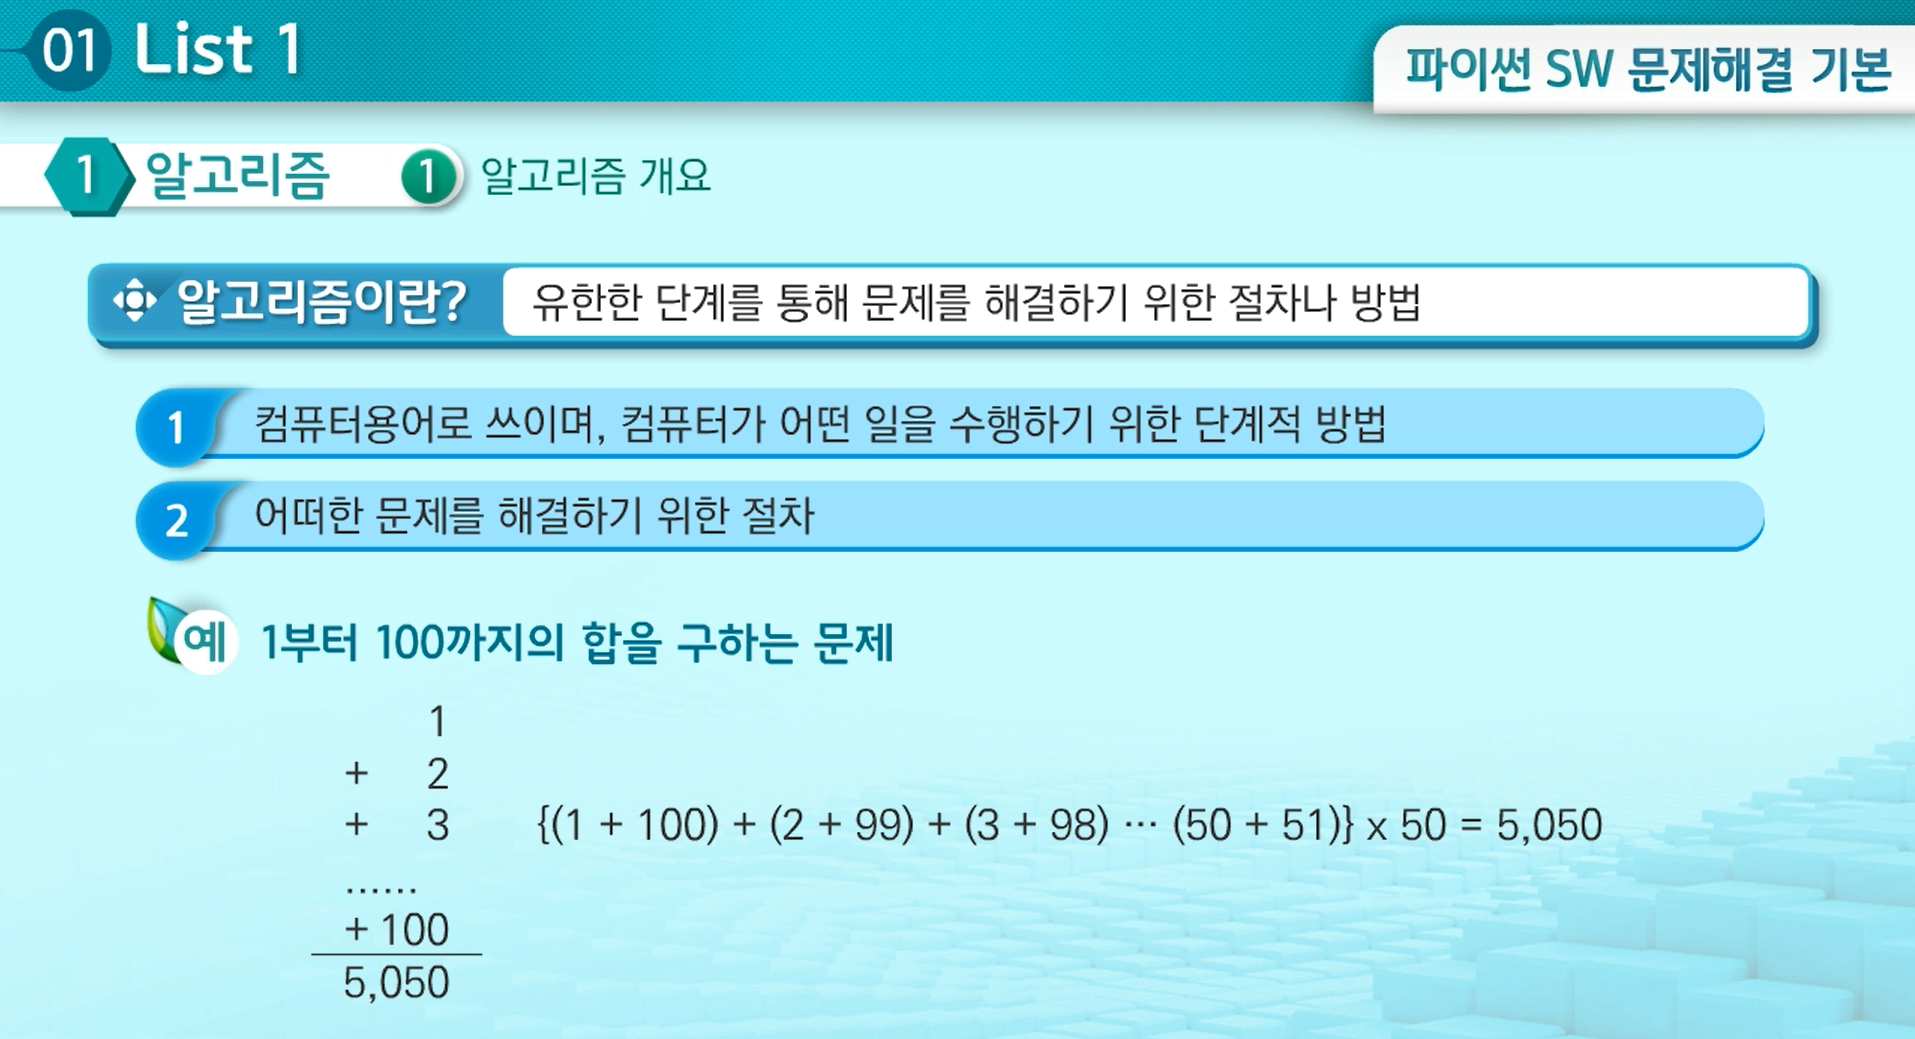 01 List 1
파이썬 SW 문제해결 기본
1 알고리즘 1 알고리즘 개요
알고리즘이란? 유한한 단계를 통해 문제를 해결하기 위한 절차나 방법
1 컴퓨터용어로 쓰이며, 컴퓨터가 어떤 일을 수행하기 위한 단계적 방법
2 어떠한 문제를 해결하기 위한 절차
예 1부터 100까지의 합을 구하는 문제
1
+ 2
+ 3
……
+ 100
5,050
{(1 + 100) + (2 + 99) + (3 + 98) ··· (50 + 51)} x 50 = 5,050